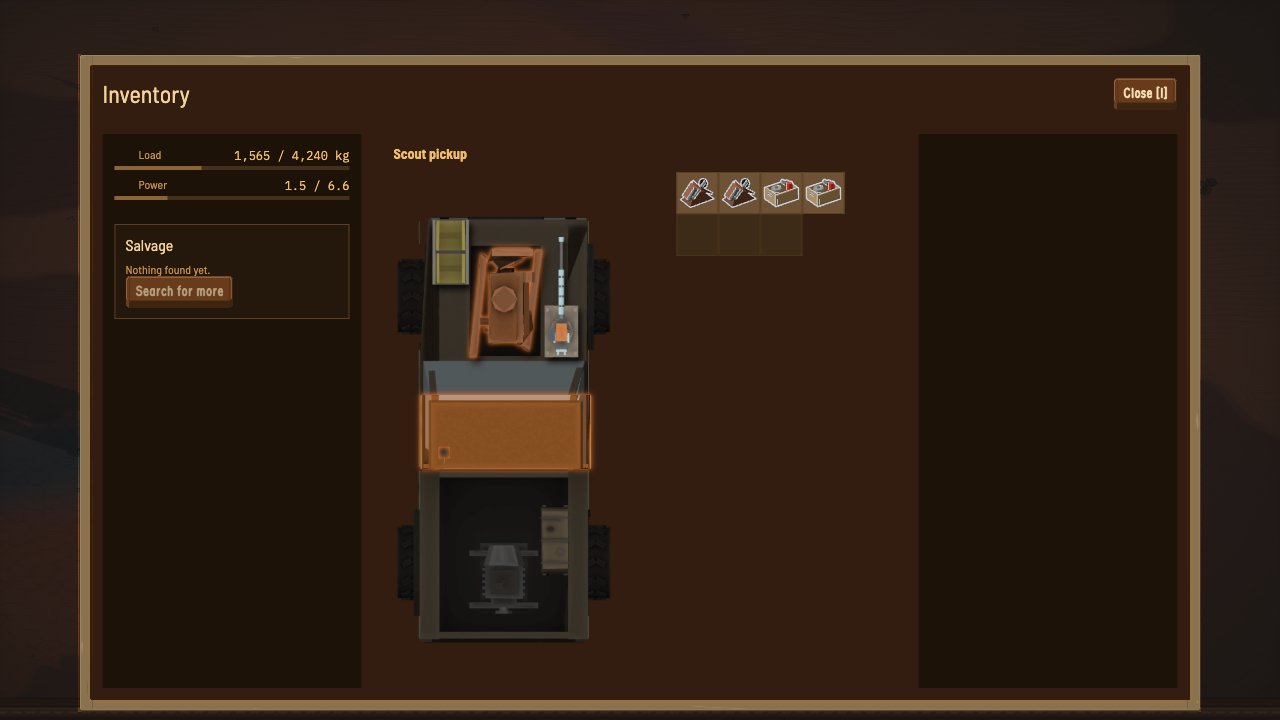 Inventory
Close [I]
Load 1,565 / 4,240 kg
Power 1.5 / 6.6
Scout pickup
Salvage
Nothing found yet.
Search for more